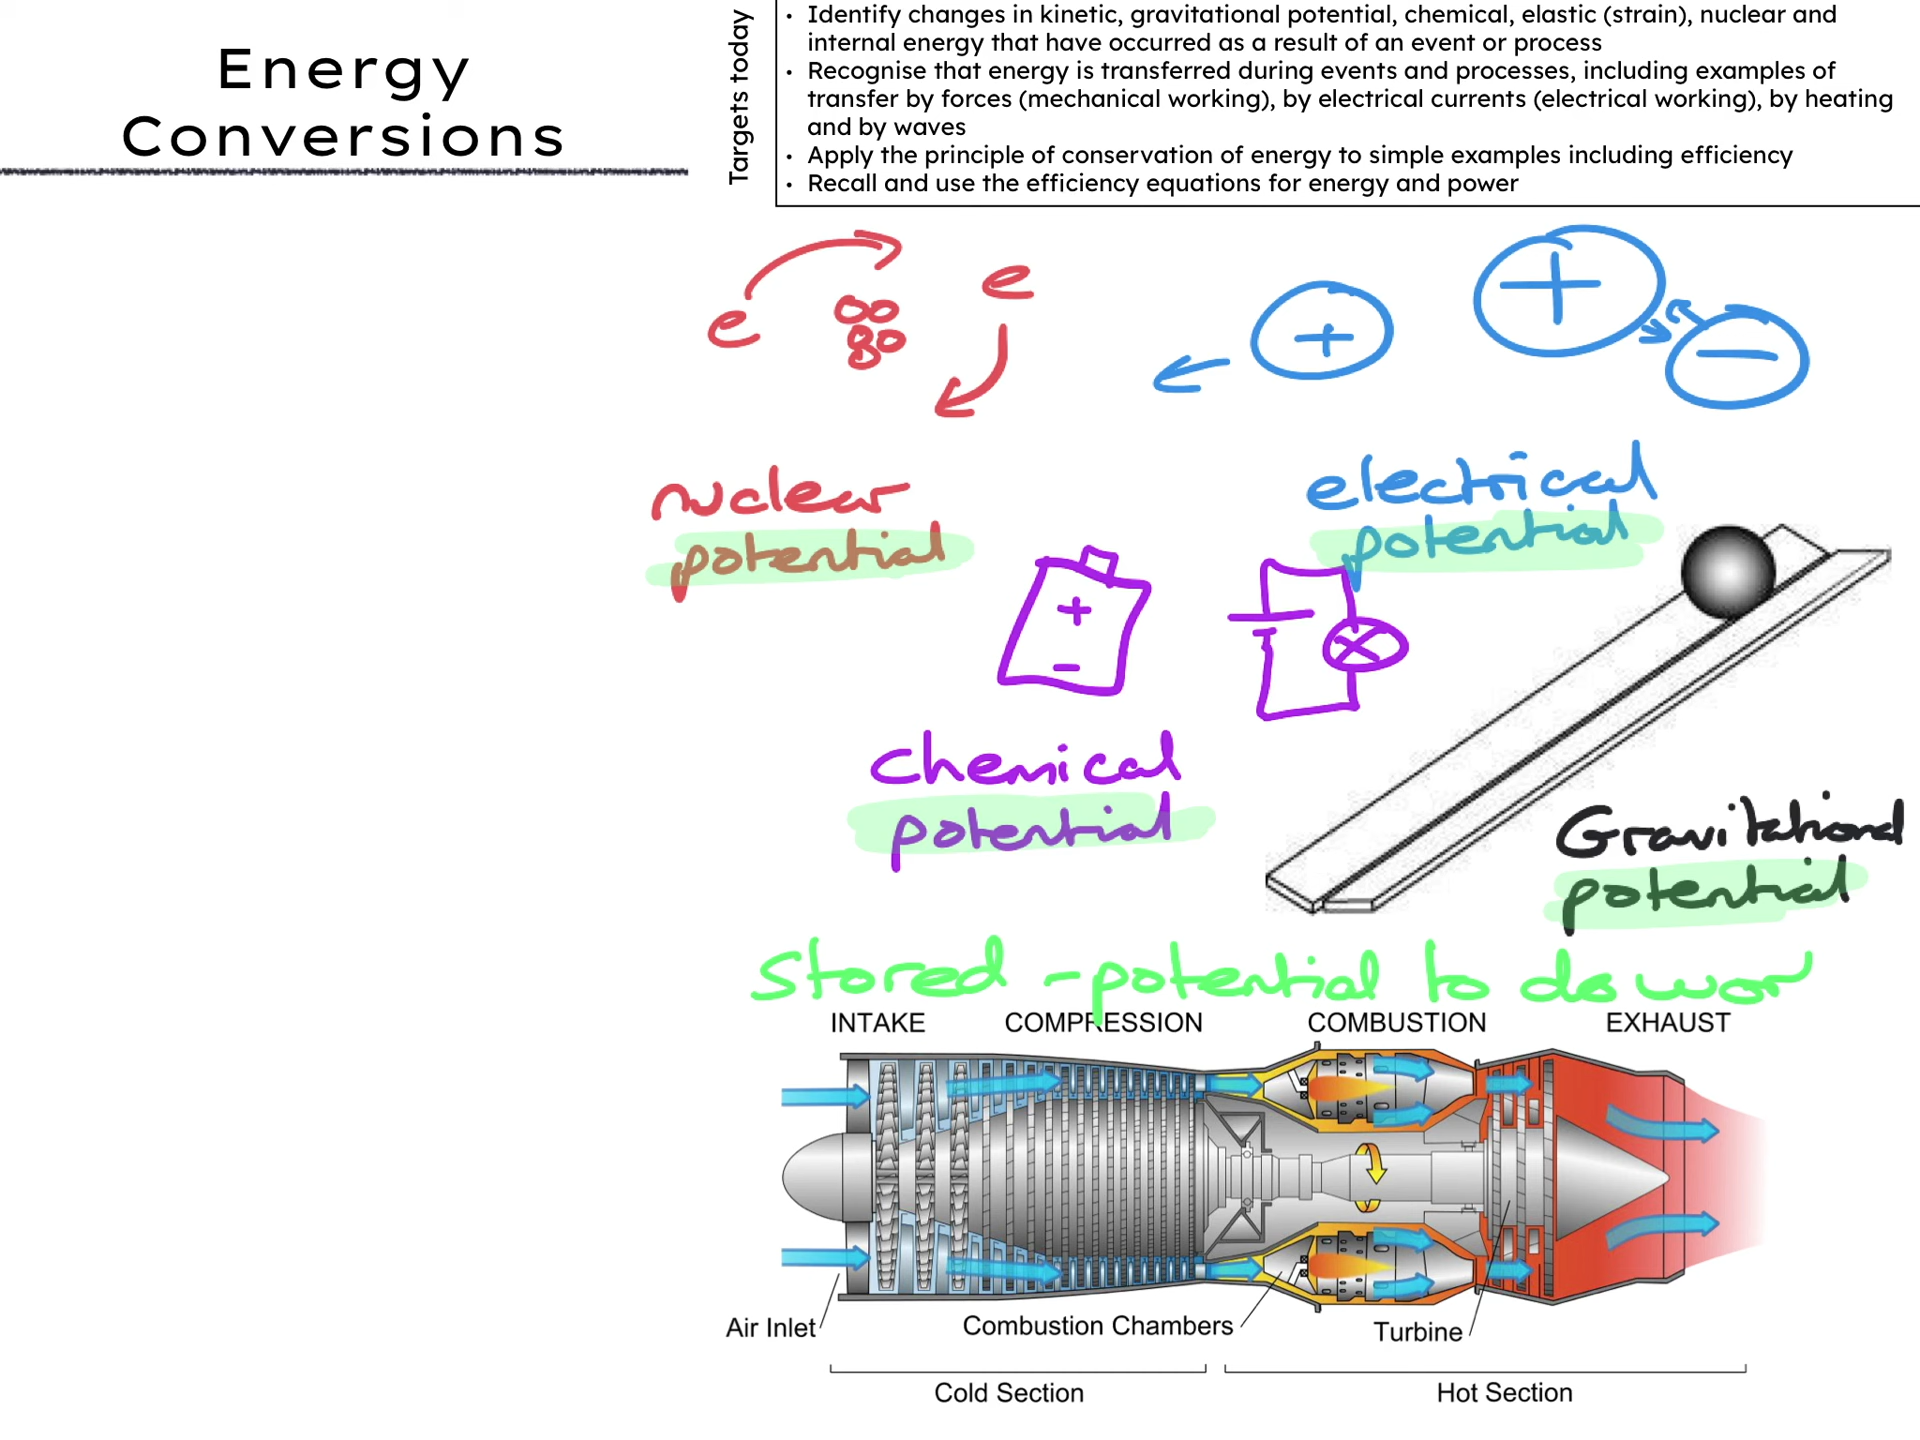 Energy
Conversions
Targets today
• Identify changes in kinetic, gravitational potential, chemical, elastic (strain), nuclear and
internal energy that have occurred as a result of an event or process
• Recognise that energy is transferred during events and processes, including examples of
transfer by forces (mechanical working), by electrical currents (electrical working), by heating
and by waves
• Apply the principle of conservation of energy to simple examples including efficiency
• Recall and use the efficiency equations for energy and power
e
e
+
+
−
nuclear
potential
electrical
potential
+
−
chemical
potential
Gravitational
potential
Stored - potential to do wor
INTAKE COMPRESSION COMBUSTION EXHAUST
Air Inlet
Combustion Chambers
Turbine
Cold Section
Hot Section